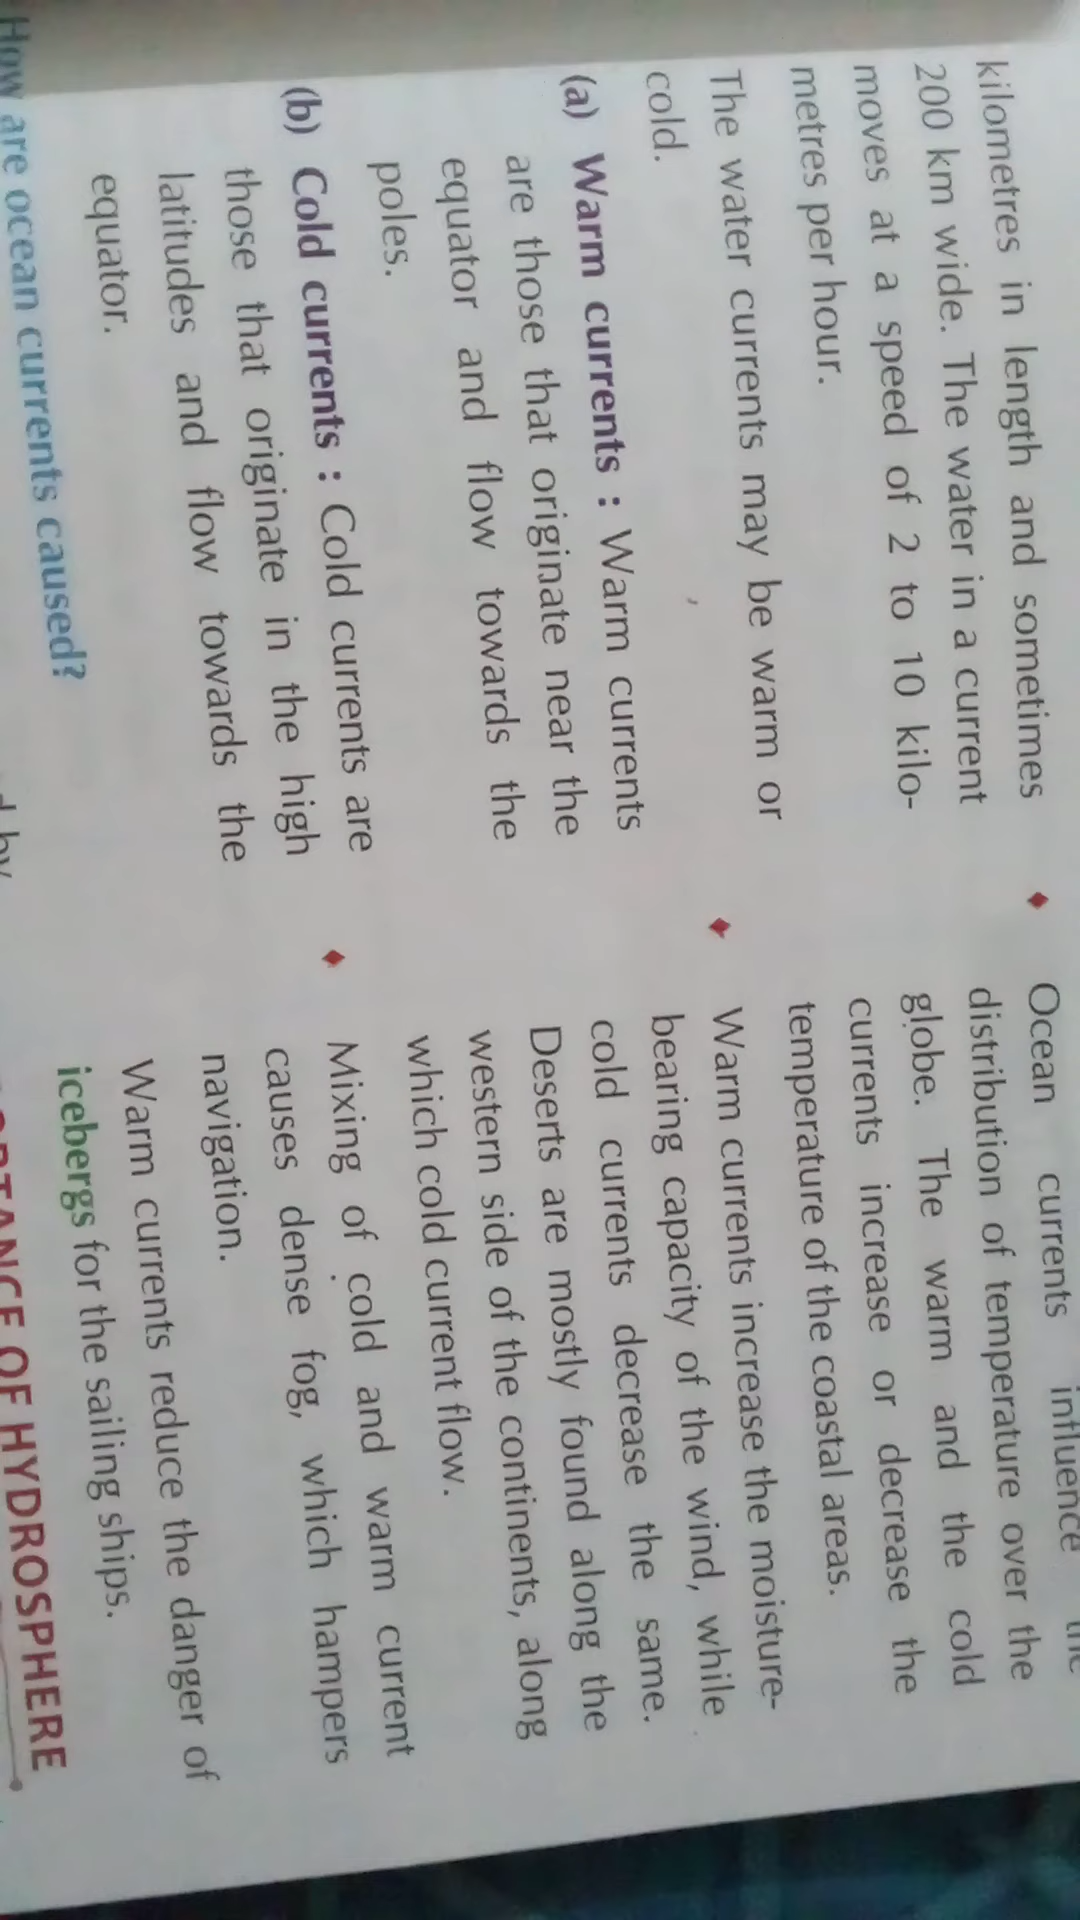 kilometres in length and sometimes
200 km wide. The water in a current
moves at a speed of 2 to 10 kilo-
metres per hour.
The water currents may be warm or
cold.
(a) Warm currents : Warm currents
are those that originate near the
equator and flow towards the
poles.
(b) Cold currents : Cold currents are
those that originate in the high
latitudes and flow towards the
equator.
How are ocean currents caused?
by
Ocean currents influence the
distribution of temperature over the
globe. The warm and the cold
currents increase or decrease the
temperature of the coastal areas.
Warm currents increase the moisture-
bearing capacity of the wind, while
cold currents decrease the same.
Deserts are mostly found along the
western side of the continents, along
which cold current flow.
Mixing of cold and warm current
causes dense fog, which hampers
navigation.
Warm currents reduce the danger of
icebergs for the sailing ships.
OF HYDROSPHERE